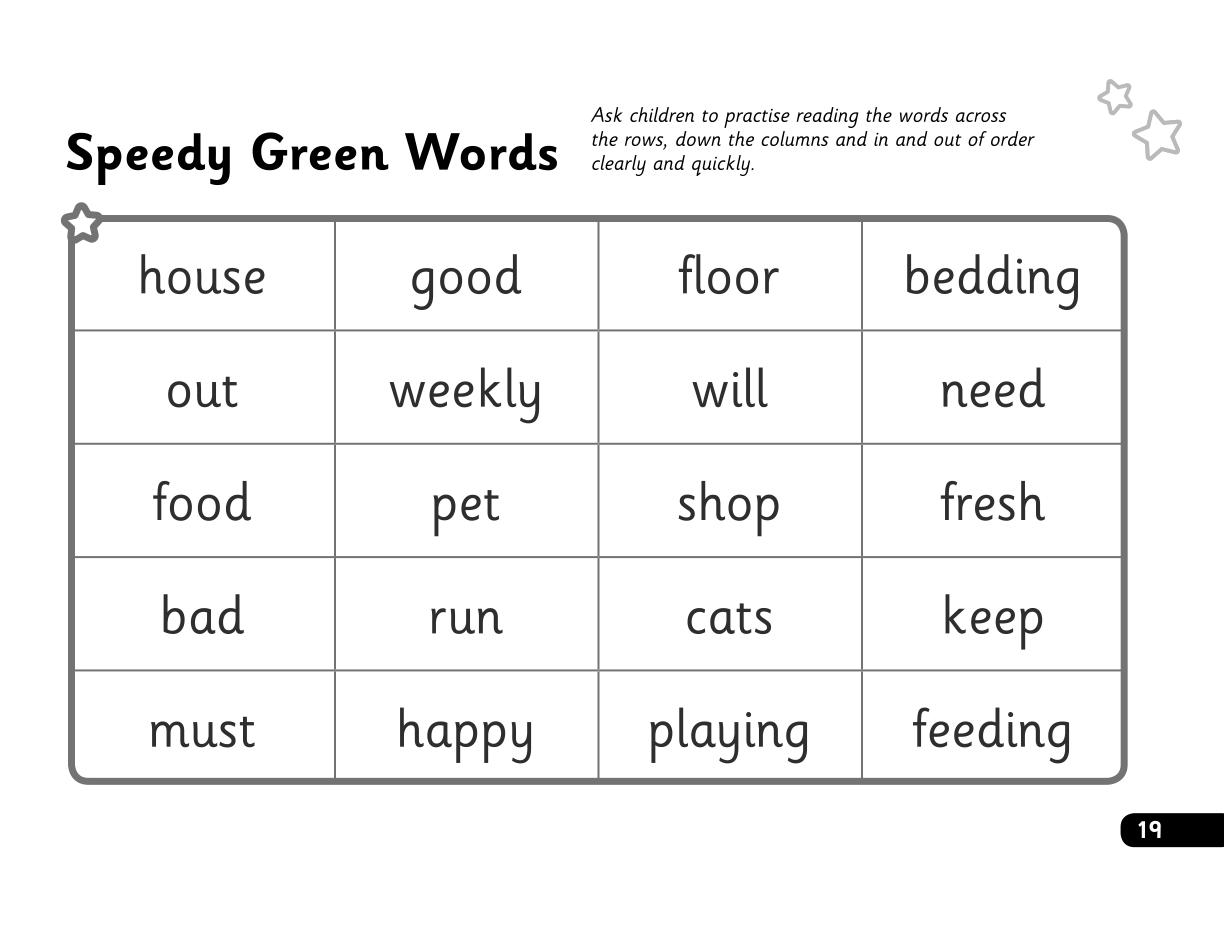 Speedy Green Words
Ask children to practise reading the words across
the rows, down the columns and in and out of order
clearly and quickly.
house good floor bedding
out weekly will need
food pet shop fresh
bad run cats keep
must happy playing feeding
19